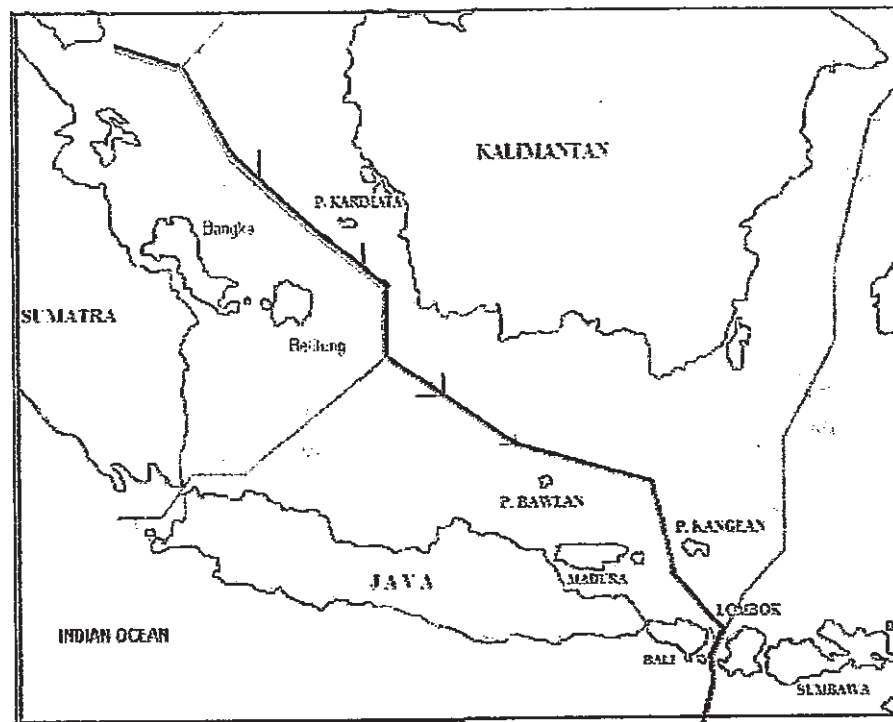 KALIMANTAN
P. KARIMATA
Bangka
SUMATRA
Belitung
P. BAWEAN
P. KANGEAN
MADURA
JAVA
LOMBOK
INDIAN OCEAN
BALI
SUMBAWA